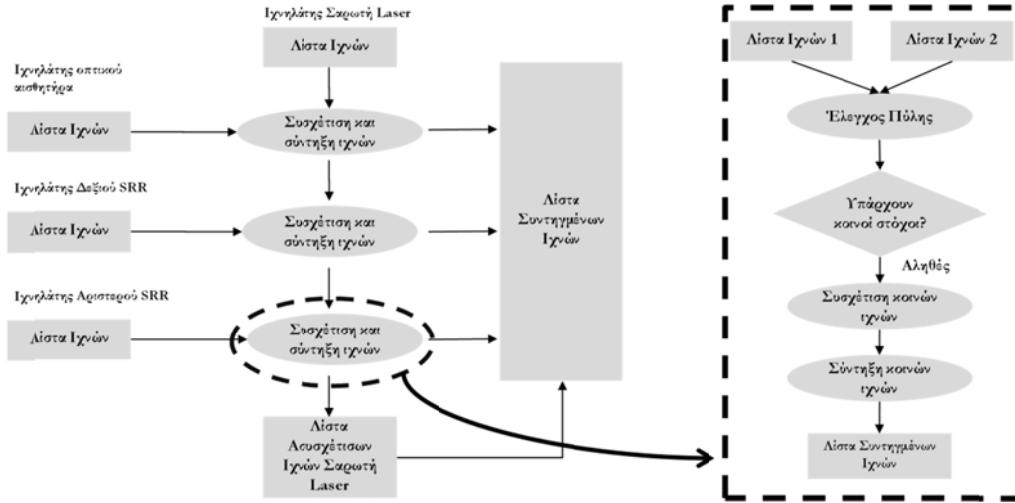 Ιχνηλάτης Σαρωτή Laser
Λίστα Ιχνών
Ιχνηλάτης οπτικού
αισθητήρα
Λίστα Ιχνών
Συσχέτιση και
σύντηξη ιχνών
Ιχνηλάτης Δεξιού SRR
Λίστα Ιχνών
Συσχέτιση και
σύντηξη ιχνών
Ιχνηλάτης Αριστερού SRR
Λίστα Ιχνών
Συσχέτιση και
σύντηξη ιχνών
Λίστα
Ασυσχέτισων
Ιχνών Σαρωτή
Laser
Λίστα
Συντηγμένων
Ιχνών
Λίστα Ιχνών 1
Λίστα Ιχνών 2
Έλεγχος Πύλης
Υπάρχουν
κοινοί στόχοι?
Αληθές
Συσχέτιση κοινών
ιχνών
Σύντηξη κοινών
ιχνών
Λίστα Συντηγμένων
Ιχνών